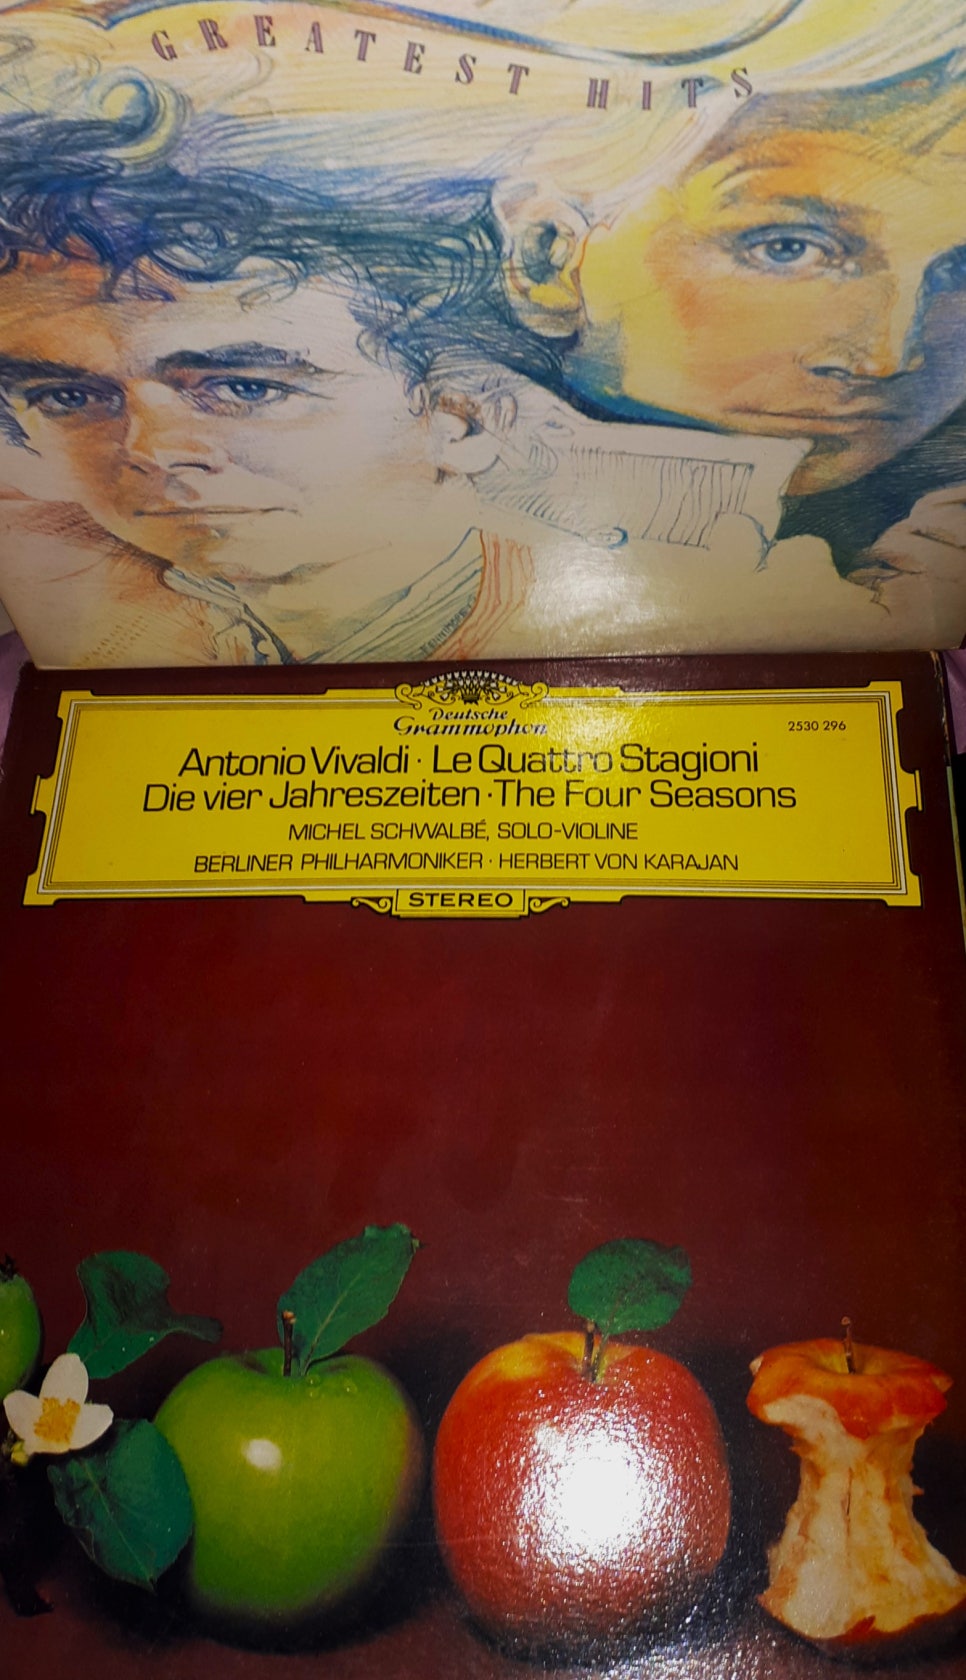 GREATEST HITS
Deutsche
Grammophon
2530 296
Antonio Vivaldi · Le Quattro Stagioni
Die vier Jahreszeiten · The Four Seasons
MICHEL SCHWALBÉ, SOLO-VIOLINE
BERLINER PHILHARMONIKER · HERBERT VON KARAJAN
STEREO